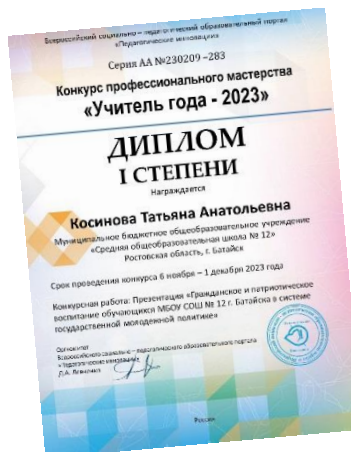 Всероссийский социально – педагогический образовательный портал
«Педагогические инновации»
Серия АА №230209 –283
Конкурс профессионального мастерства
«Учитель года - 2023»
ДИПЛОМ
I СТЕПЕНИ
Награждается
Косинова Татьяна Анатольевна
Муниципальное бюджетное общеобразовательное учреждение
«Средняя общеобразовательная школа № 12»
Ростовская область, г. Батайск
Срок проведения конкурса 6 ноября – 1 декабря 2023 года
Конкурсная работа: Презентация «Гражданское и патриотическое
воспитание обучающихся МБОУ СОШ № 12 г. Батайска в системе
государственной молодежной политике»
Оргкомитет
Всероссийского социально – педагогического образовательного портала
«Педагогические инновации»
Россия